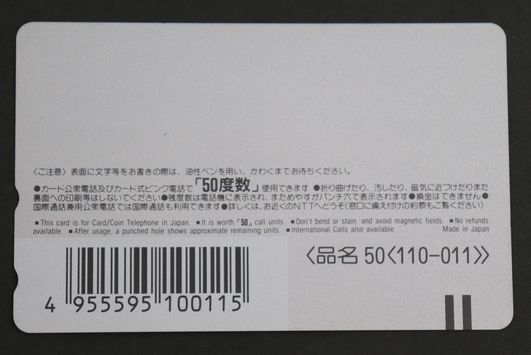 〈ご注意〉表面に文字等をお書きの際は、油性ペンを用い、かわくまでお待ちください。
●カード公衆電話及びカード式ピンク電話で「50度数」使用できます ●折り曲げたり、汚したり、磁気に近づけたりまた
裏面への印刷等はしないでください ●残度数は電話機に表示され、まためやすがパンチ穴で表示されます ●換金はできません ●
国際通話兼用公衆電話では国際通話も利用できます ●詳しくは、お近くのNTTへどうぞ(窓口に備え付けの約款もご覧ください)
■ This card is for Card/Coin Telephone in Japan. ■ It is worth "50" call units ■ Don't bend or stain and avoid magnetic fields. ■ No refunds
available. ■ After usage, a punched hole shows approximate remaining units. ■ International Calls also available. Made in Japan
〈品名 50〈110-011〉〉
4 955595 100115